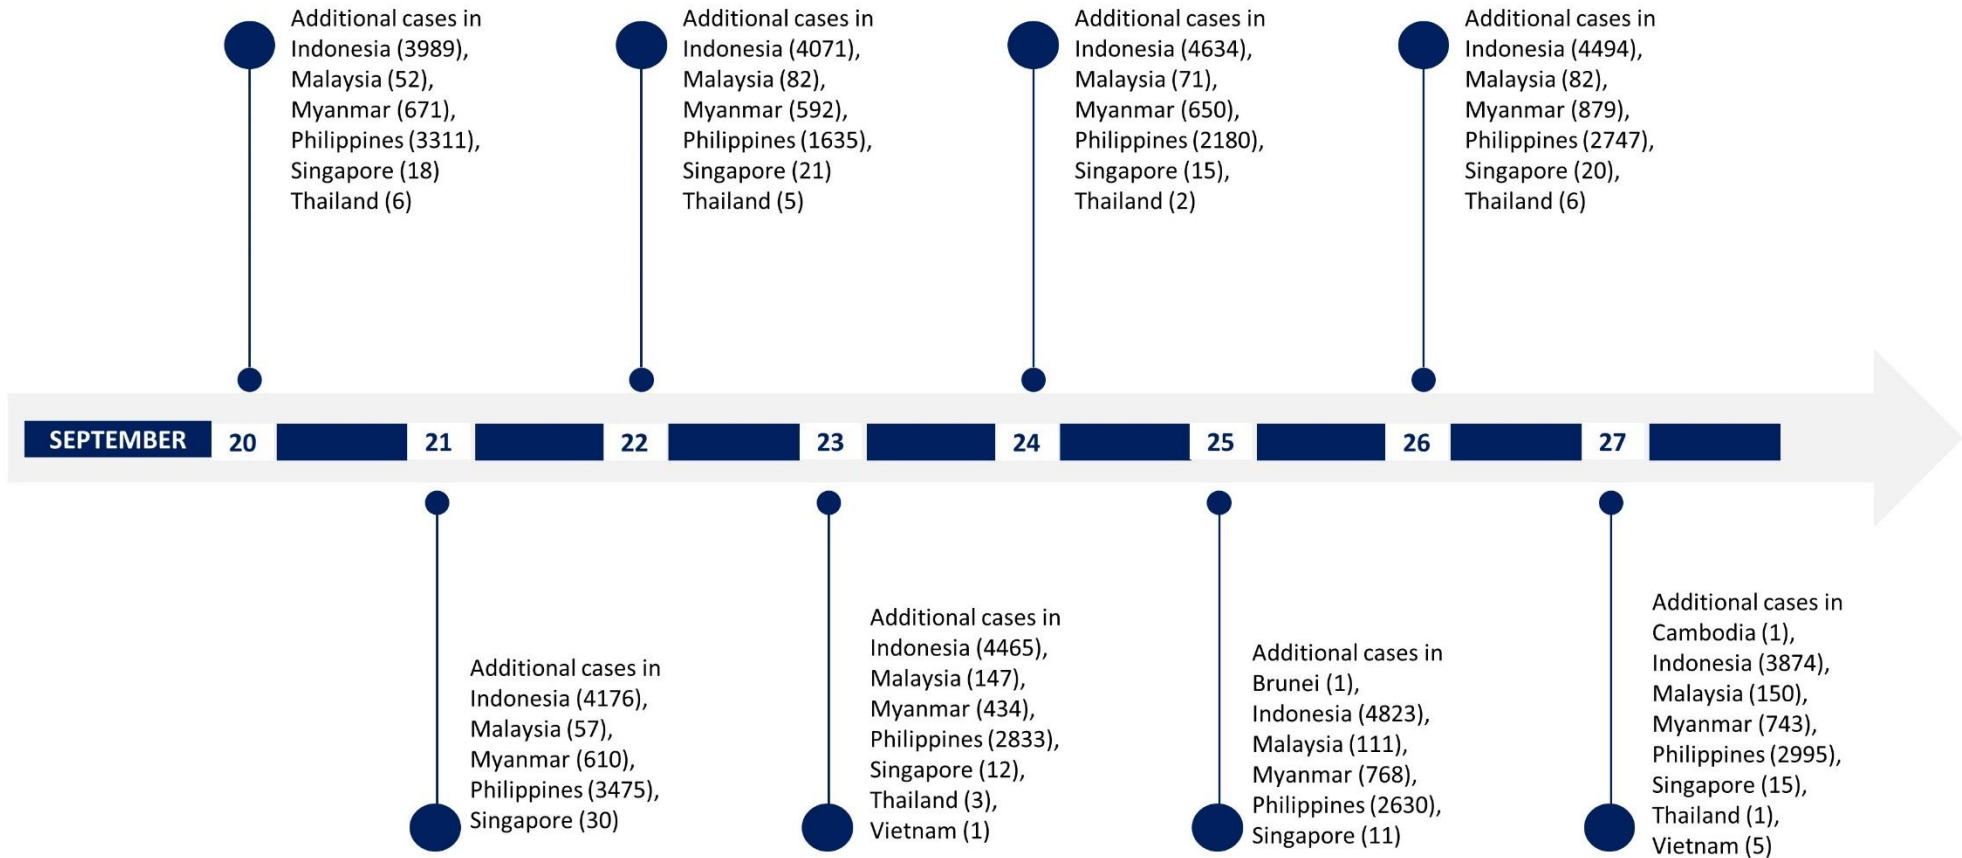 Additional cases in
Indonesia (3989),
Malaysia (52),
Myanmar (671),
Philippines (3311),
Singapore (18)
Thailand (6)
Additional cases in
Indonesia (4071),
Malaysia (82),
Myanmar (592),
Philippines (1635),
Singapore (21)
Thailand (5)
Additional cases in
Indonesia (4634),
Malaysia (71),
Myanmar (650),
Philippines (2180),
Singapore (15),
Thailand (2)
Additional cases in
Indonesia (4494),
Malaysia (82),
Myanmar (879),
Philippines (2747),
Singapore (20),
Thailand (6)
SEPTEMBER 20 21 22 23 24 25 26 27
Additional cases in
Indonesia (4176),
Malaysia (57),
Myanmar (610),
Philippines (3475),
Singapore (30)
Additional cases in
Indonesia (4465),
Malaysia (147),
Myanmar (434),
Philippines (2833),
Singapore (12),
Thailand (3),
Vietnam (1)
Additional cases in
Brunei (1),
Indonesia (4823),
Malaysia (111),
Myanmar (768),
Philippines (2630),
Singapore (11)
Additional cases in
Cambodia (1),
Indonesia (3874),
Malaysia (150),
Myanmar (743),
Philippines (2995),
Singapore (15),
Thailand (1),
Vietnam (5)